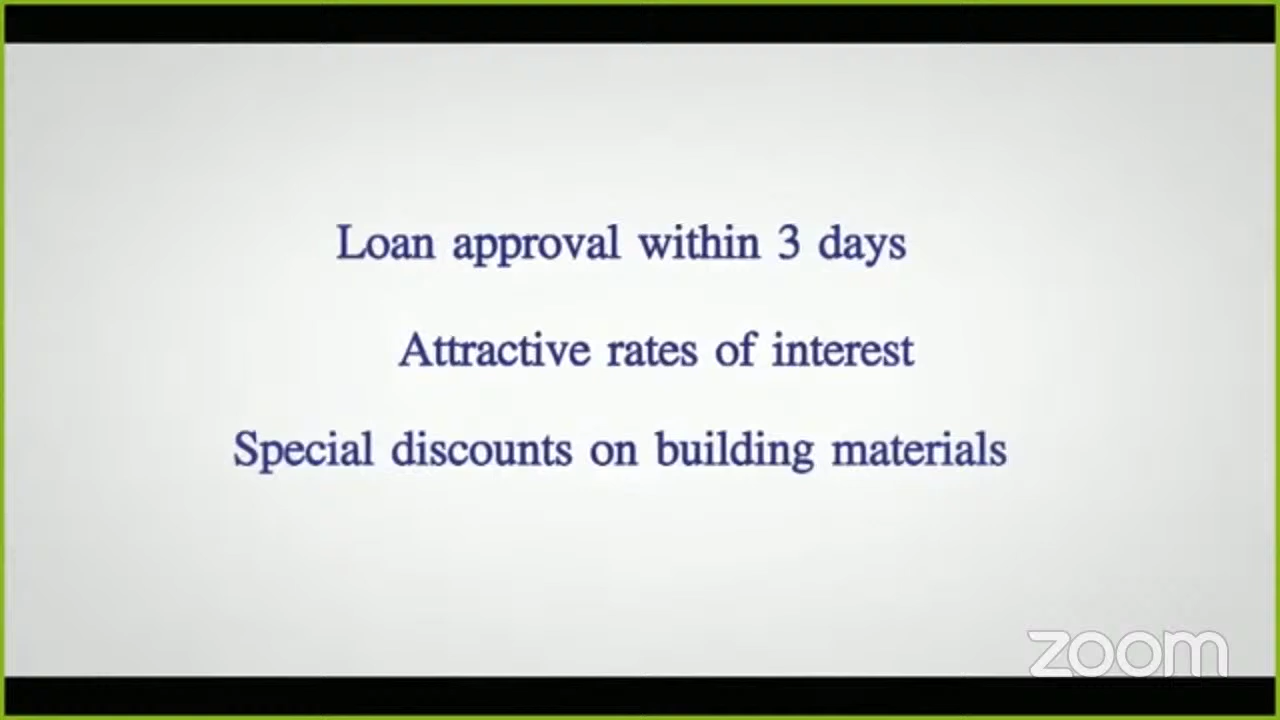 Loan approval within 3 days
Attractive rates of interest
Special discounts on building materials
zoom